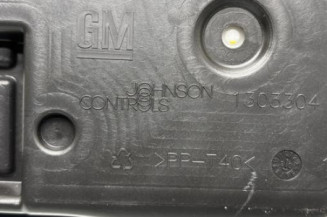 GM
JOHNSON
CONTROLS
1305304
>PP-T40<